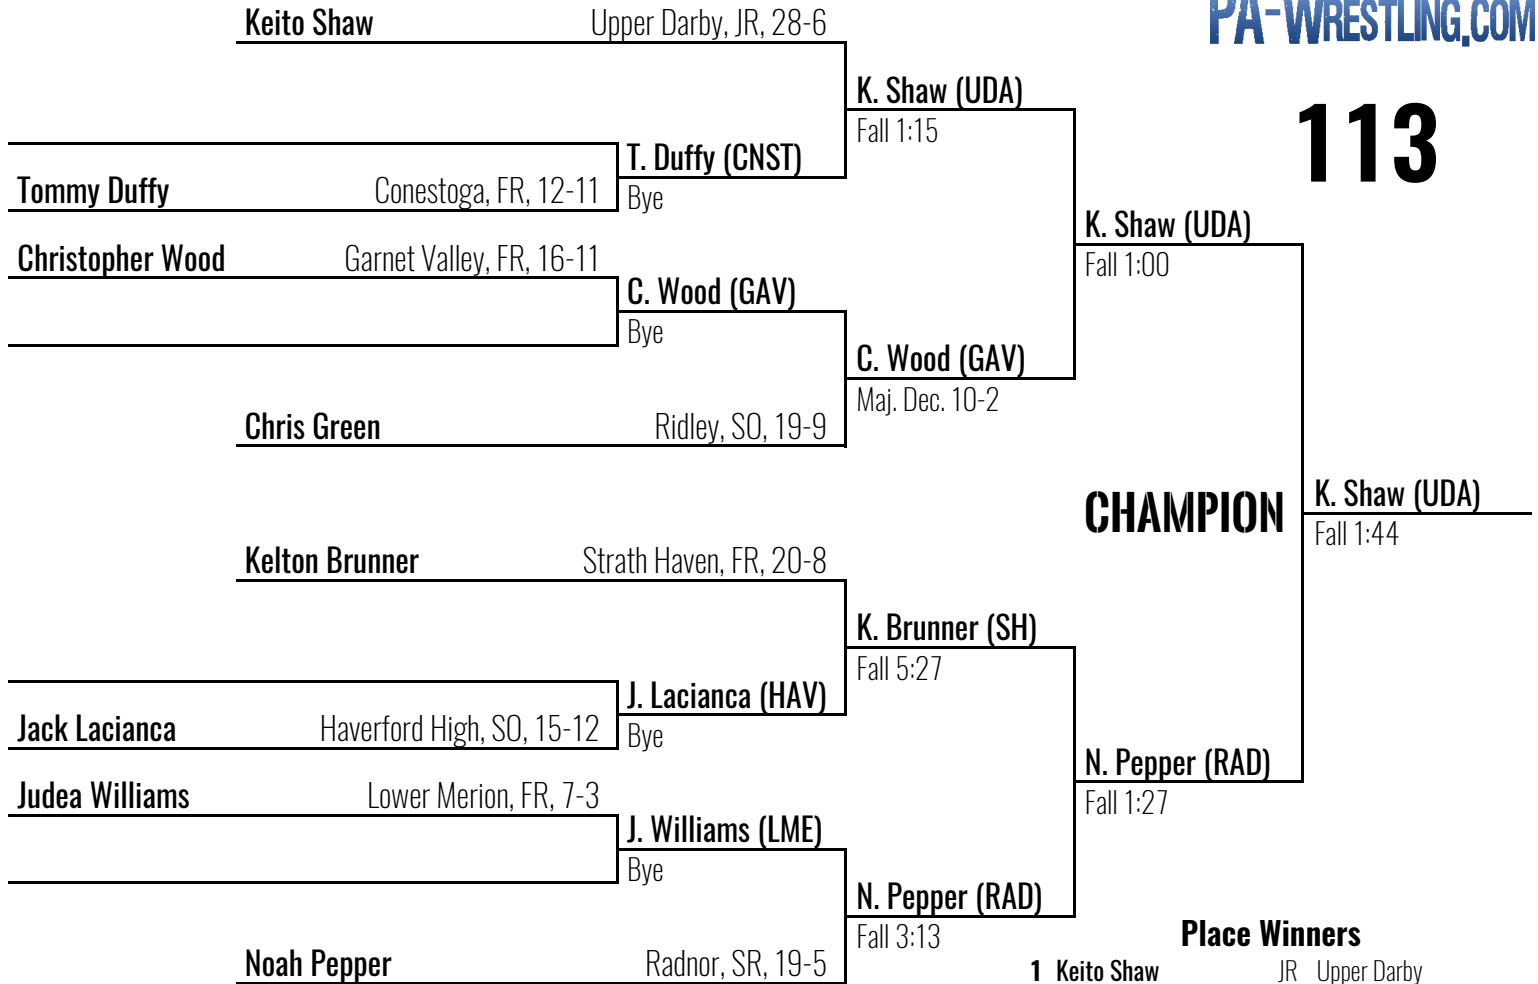 PA-WRESTLING.COM
113
Keito Shaw Upper Darby, JR, 28-6
K. Shaw (UDA)
Fall 1:15
T. Duffy (CNST)
Bye
Tommy Duffy Conestoga, FR, 12-11
Christopher Wood Garnet Valley, FR, 16-11
C. Wood (GAV)
Bye
K. Shaw (UDA)
Fall 1:00
C. Wood (GAV)
Maj. Dec. 10-2
Chris Green Ridley, SO, 19-9
CHAMPION
K. Shaw (UDA)
Fall 1:44
Kelton Brunner Strath Haven, FR, 20-8
K. Brunner (SH)
Fall 5:27
J. Lacianca (HAV)
Bye
Jack Lacianca Haverford High, SO, 15-12
Judea Williams Lower Merion, FR, 7-3
J. Williams (LME)
Bye
N. Pepper (RAD)
Fall 1:27
N. Pepper (RAD)
Fall 3:13
Noah Pepper Radnor, SR, 19-5
Place Winners
1 Keito Shaw JR Upper Darby